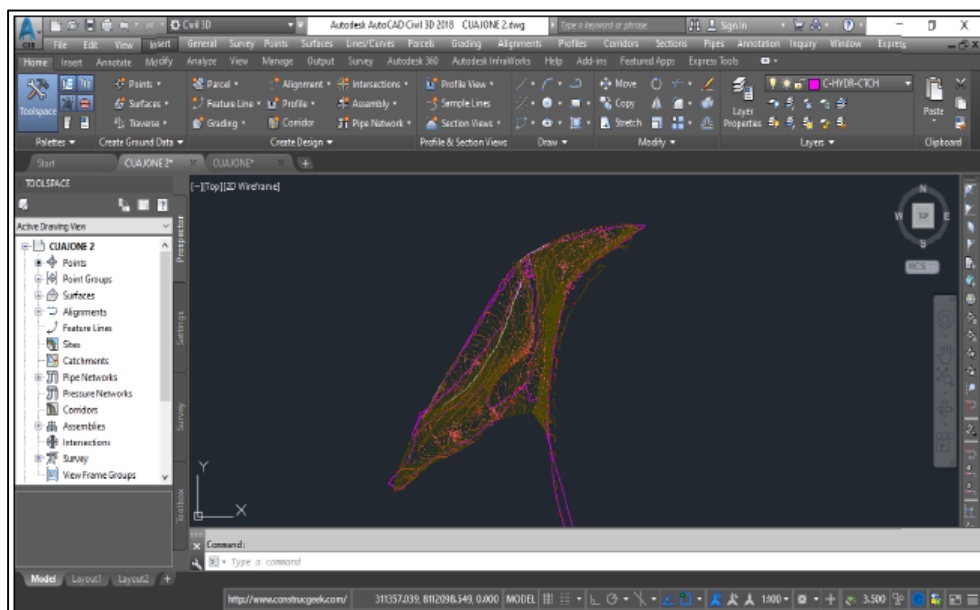 Civil 3D
Autodesk AutoCAD Civil 3D 2018 CUAJONE 2.dwg
Type a keyword or phrase
Sign In
File Edit View Insert General Survey Points Surfaces Lines/Curves Parcels Grading Alignments Profiles Corridors Sections Pipes Annotation Inquiry Window Express
Home Insert Annotate Modify Analyze View Manage Output Survey Autodesk 360 Autodesk InfraWorks Help Add-ins Featured Apps Express Tools
Points Parcel Alignment Intersections Profile View Move C-HYDR-CTCH
Toolspace Surfaces Feature Line Profile Assembly Sample Lines Copy Layer Properties Paste
Traverse Grading Corridor Pipe Network Section Views Stretch
Palettes Create Ground Data Create Design Profile & Section Views Draw Modify Layers Clipboard
Start CUAJONE 2* CUAJONE* +
TOOLSPACE
[−][Top][2D Wireframe]
N
W TOP E
S
WCS
Active Drawing View
CUAJONE 2
Points
Point Groups
Surfaces
Alignments
Feature Lines
Sites
Catchments
Pipe Networks
Pressure Networks
Corridors
Assemblies
Intersections
Survey
View Frame Groups
Prospector
Settings
Survey
Toolbox
Y
X
Command:
Type a command
Model Layout1 Layout2 +
http://www.construcgeek.com/ 311357.039, 8112098.549, 0.000 MODEL 1:100 3.500